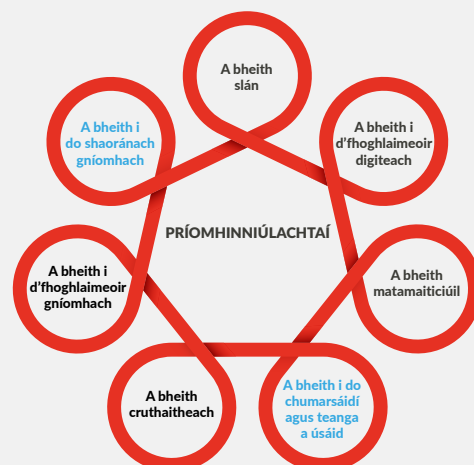 A bheith
slán
A bheith i
do shaoránach
gníomhach
A bheith i
d'fhoghlaimeoir
digiteach
PRÍOMHINNIÚLACHTAÍ
A bheith i
d'fhoghlaimeoir
gníomhach
A bheith
matamaiticiúil
A bheith
cruthaitheach
A bheith i do
chumarsáidí
agus teanga
a úsáid